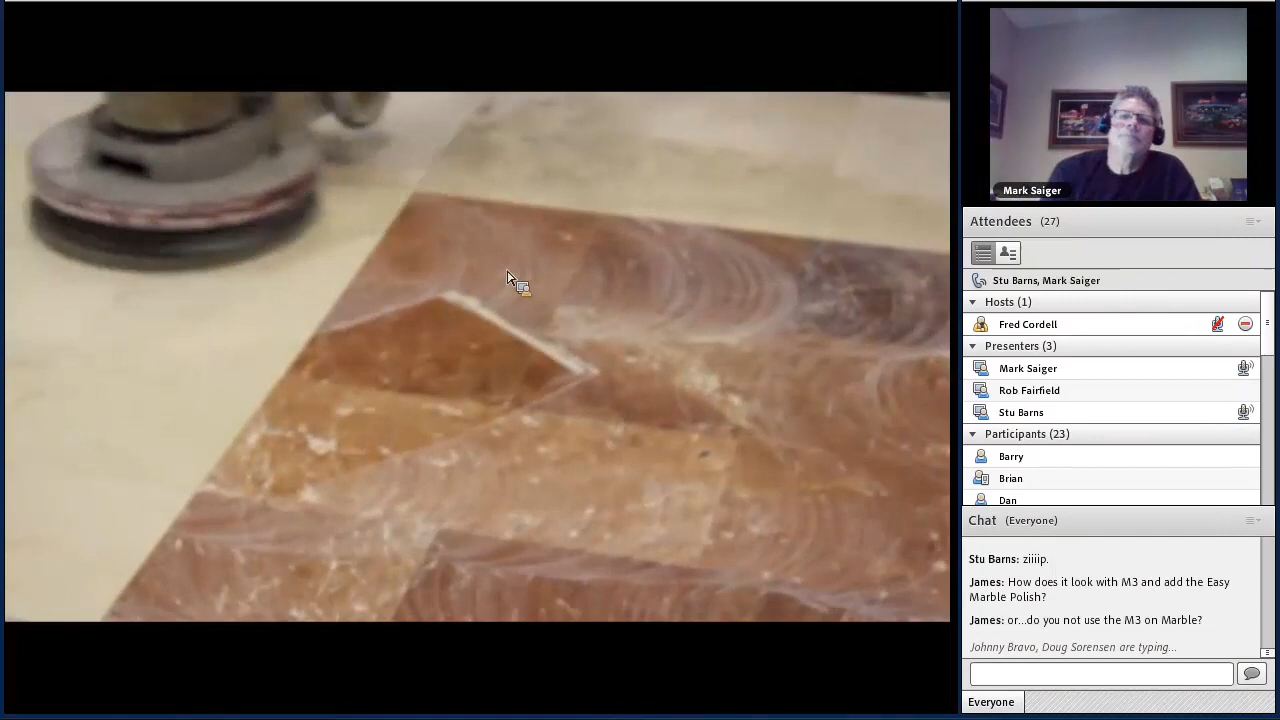 Mark Saiger
Attendees (27)
Stu Barns, Mark Saiger
Hosts (1)
Fred Cordell
Presenters (3)
Mark Saiger
Rob Fairfield
Stu Barns
Participants (23)
Barry
Brian
Dan
Chat (Everyone)
Stu Barns: ziiiip.
James: How does it look with M3 and add the Easy
Marble Polish?
James: or...do you not use the M3 on Marble?
Johnny Bravo, Doug Sorensen are typing...
Everyone